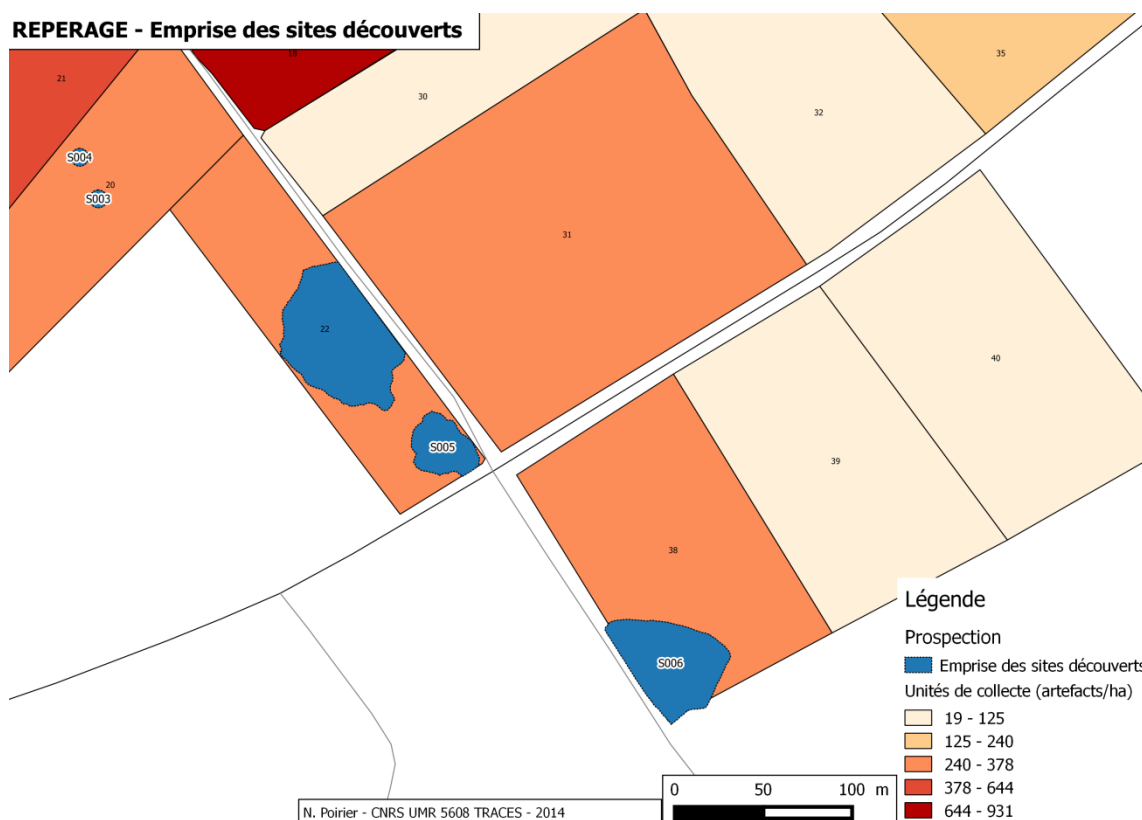 REPERAGE - Emprise des sites découverts
21
30
35
32
S004
20
S003
31
22
40
S005
39
38
S006
Légende
Prospection
Emprise des sites découverts
Unités de collecte (artefacts/ha)
19 - 125
125 - 240
240 - 378
378 - 644
644 - 931
0 50 100 m
N. Poirier - CNRS UMR 5608 TRACES - 2014